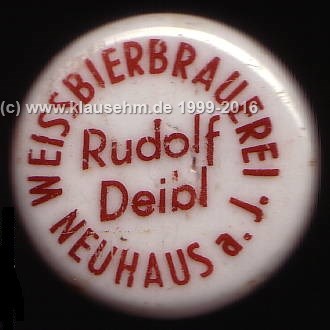 WEISSBIERBRAUEREI
Rudolf
Deibl
NEUHAUS a. J.
(c) www.klausehm.de 1999-2016